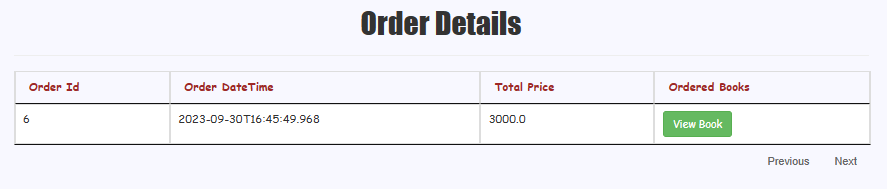 Order Details
Order Id Order DateTime Total Price Ordered Books
6 2023-09-30T16:45:49.968 3000.0 View Book
Previous Next